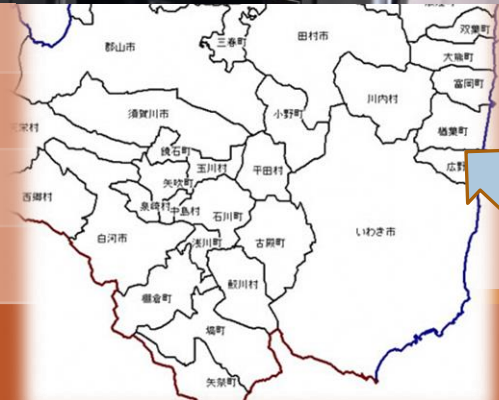 双葉町
三春町
田村市
郡山市
大熊町
富岡町
川内村
小野町
須賀川市
楢葉町
鏡石町
広野
玉川村
平田村
矢吹町
西郷村
泉崎村
中島村
石川町
いわき市
白河市
浅川町
古殿町
鮫川村
棚倉町
塙町
矢祭町